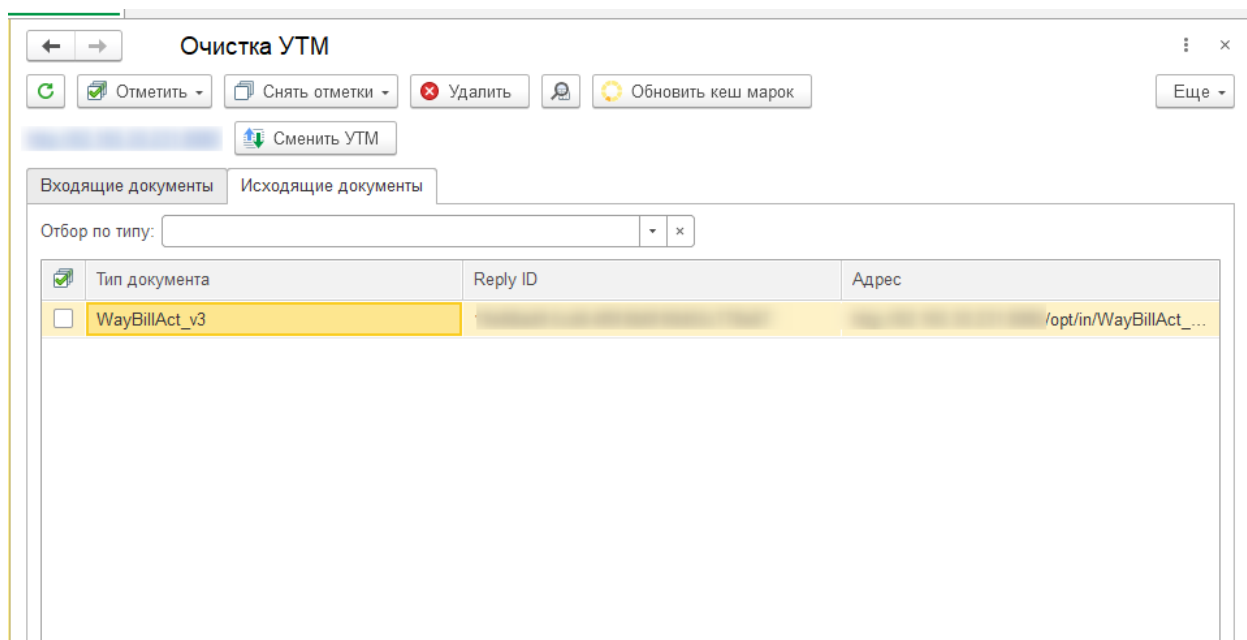 Очистка УТМ
Отметить Снять отметки Удалить Обновить кеш марок Еще
Сменить УТМ
Входящие документы Исходящие документы
Отбор по типу:
Тип документа Reply ID Адрес
WayBillAct_v3 /opt/in/WayBillAct_...